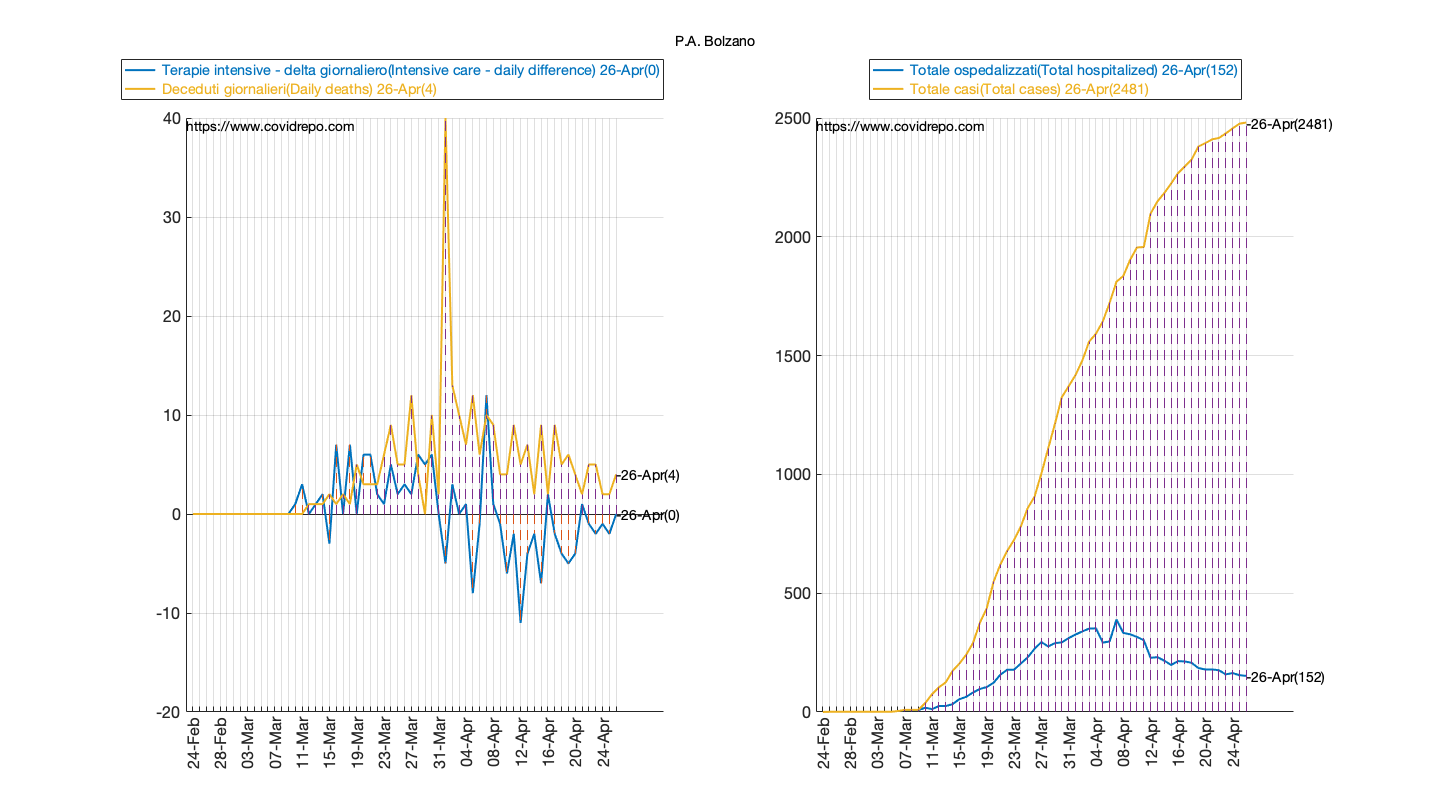 P.A. Bolzano
Terapie intensive - delta giornaliero(Intensive care - daily difference) 26-Apr(0)
Deceduti giornalieri(Daily deaths) 26-Apr(4)
https://www.covidrepo.com
40
30
20
10
0
-10
-20
-26-Apr(4)
-26-Apr(0)
24-Feb
28-Feb
03-Mar
07-Mar
11-Mar
15-Mar
19-Mar
23-Mar
27-Mar
31-Mar
04-Apr
08-Apr
12-Apr
16-Apr
20-Apr
24-Apr
Totale ospedalizzati(Total hospitalized) 26-Apr(152)
Totale casi(Total cases) 26-Apr(2481)
https://www.covidrepo.com
2500
2000
1500
1000
500
0
-26-Apr(2481)
-26-Apr(152)
24-Feb
28-Feb
03-Mar
07-Mar
11-Mar
15-Mar
19-Mar
23-Mar
27-Mar
31-Mar
04-Apr
08-Apr
12-Apr
16-Apr
20-Apr
24-Apr